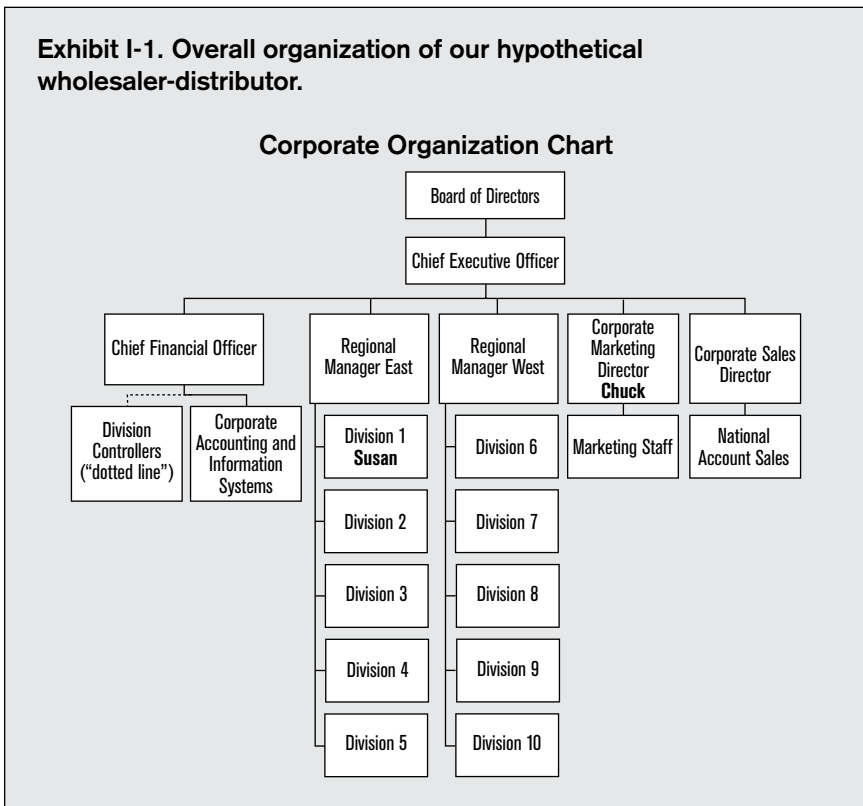 Exhibit I-1. Overall organization of our hypothetical
wholesaler-distributor.
Corporate Organization Chart
Board of Directors
Chief Executive Officer
Chief Financial Officer
Regional
Manager East
Regional
Manager West
Corporate
Marketing
Director
Chuck
Corporate Sales
Director
Division
Controllers
("dotted line")
Corporate
Accounting and
Information
Systems
Division 1
Susan
Division 6
Marketing Staff
National
Account Sales
Division 2
Division 7
Division 3
Division 8
Division 4
Division 9
Division 5
Division 10